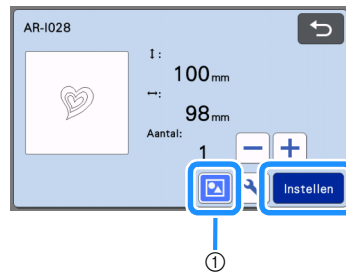 AR-I028
↕:
100mm
↔:
98mm
Aantal:
1
Instellen
①